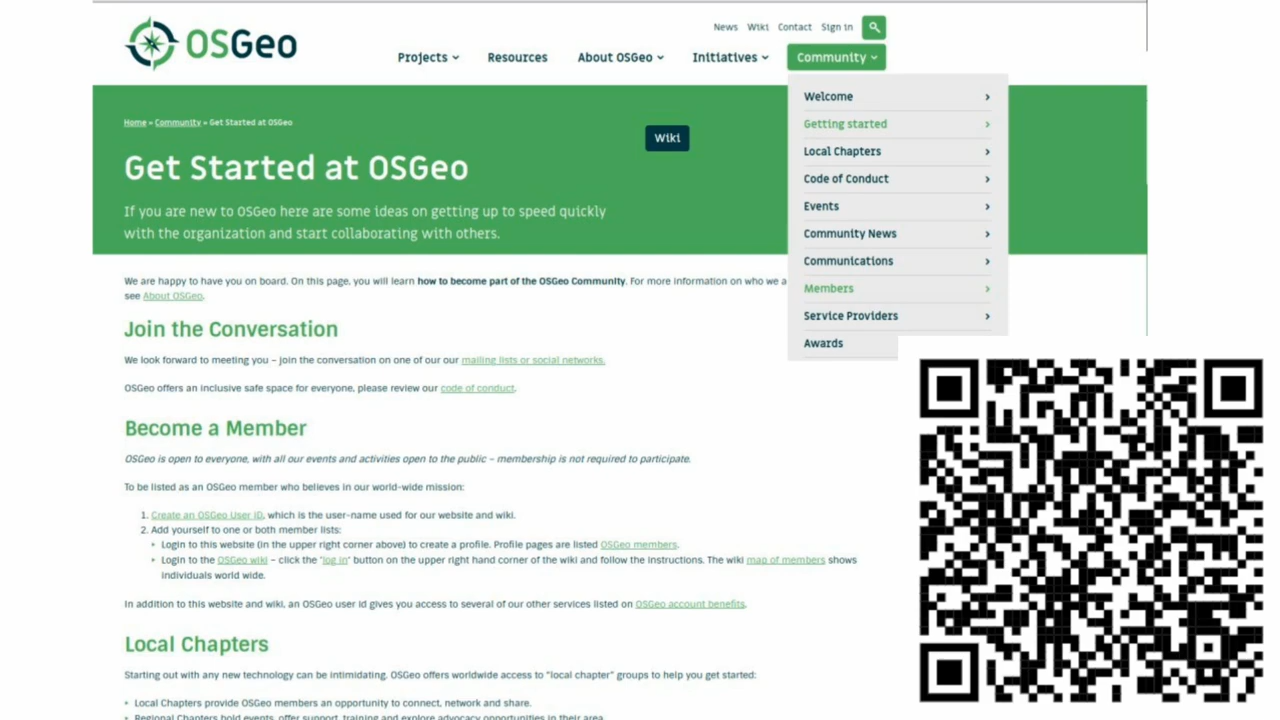 OSGeo
News Wiki Contact Sign in
Projects Resources About OSGeo Initiatives Community
Welcome
Getting started
Local Chapters
Code of Conduct
Events
Community News
Communications
Members
Service Providers
Awards
Home » Community » Get Started at OSGeo
Wiki
Get Started at OSGeo
If you are new to OSGeo here are some ideas on getting up to speed quickly
with the organization and start collaborating with others.
We are happy to have you on board. On this page, you will learn how to become part of the OSGeo Community. For more information on who we a
see About OSGeo.
Join the Conversation
We look forward to meeting you – join the conversation on one of our our mailing lists or social networks.
OSGeo offers an inclusive safe space for everyone, please review our code of conduct.
Become a Member
OSGeo is open to everyone, with all our events and activities open to the public – membership is not required to participate.
To be listed as an OSGeo member who believes in our world-wide mission:
1. Create an OSGeo User ID, which is the user-name used for our website and wiki.
2. Add yourself to one or both member lists:
Login to this website (in the upper right corner above) to create a profile. Profile pages are listed OSGeo members.
Login to the OSGeo wiki – click the "log in" button on the upper right hand corner of the wiki and follow the instructions. The wiki map of members shows
individuals world wide.
In addition to this website and wiki, an OSGeo user id gives you access to several of our other services listed on OSGeo account benefits.
Local Chapters
Starting out with any new technology can be intimidating. OSGeo offers worldwide access to "local chapter" groups to help you get started:
Local Chapters provide OSGeo members an opportunity to connect, network and share.
Regional Chapters hold events, offer support, training and explore advocacy opportunities in their area.